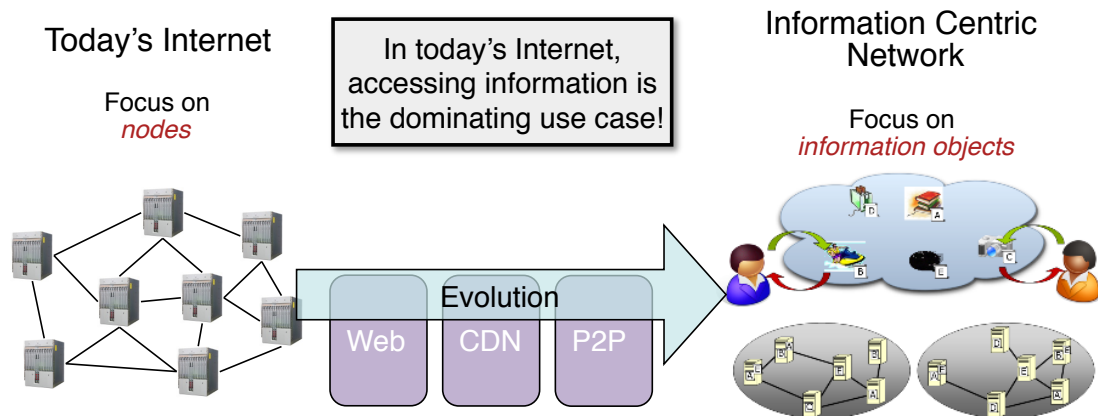 Today's Internet
Focus on
nodes
In today's Internet,
accessing information is
the dominating use case!
Information Centric
Network
Focus on
information objects
D
A
B
E
C
Evolution
Web
CDN
P2P